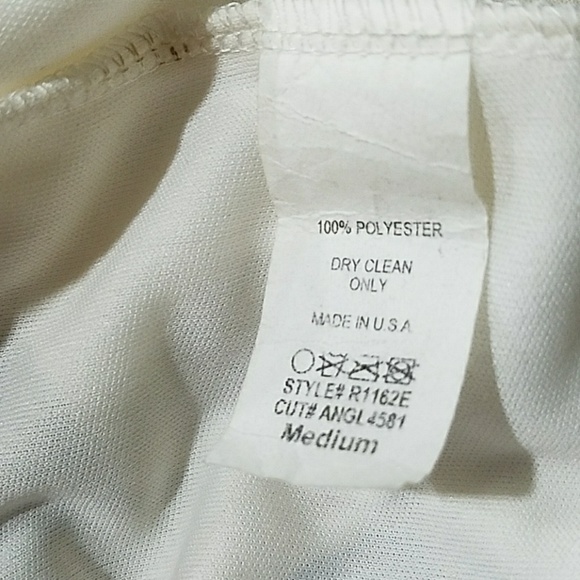 100% POLYESTER
DRY CLEAN
ONLY
MADE IN U.S.A
STYLE# R1162E
CUT# ANGL4581
Medium